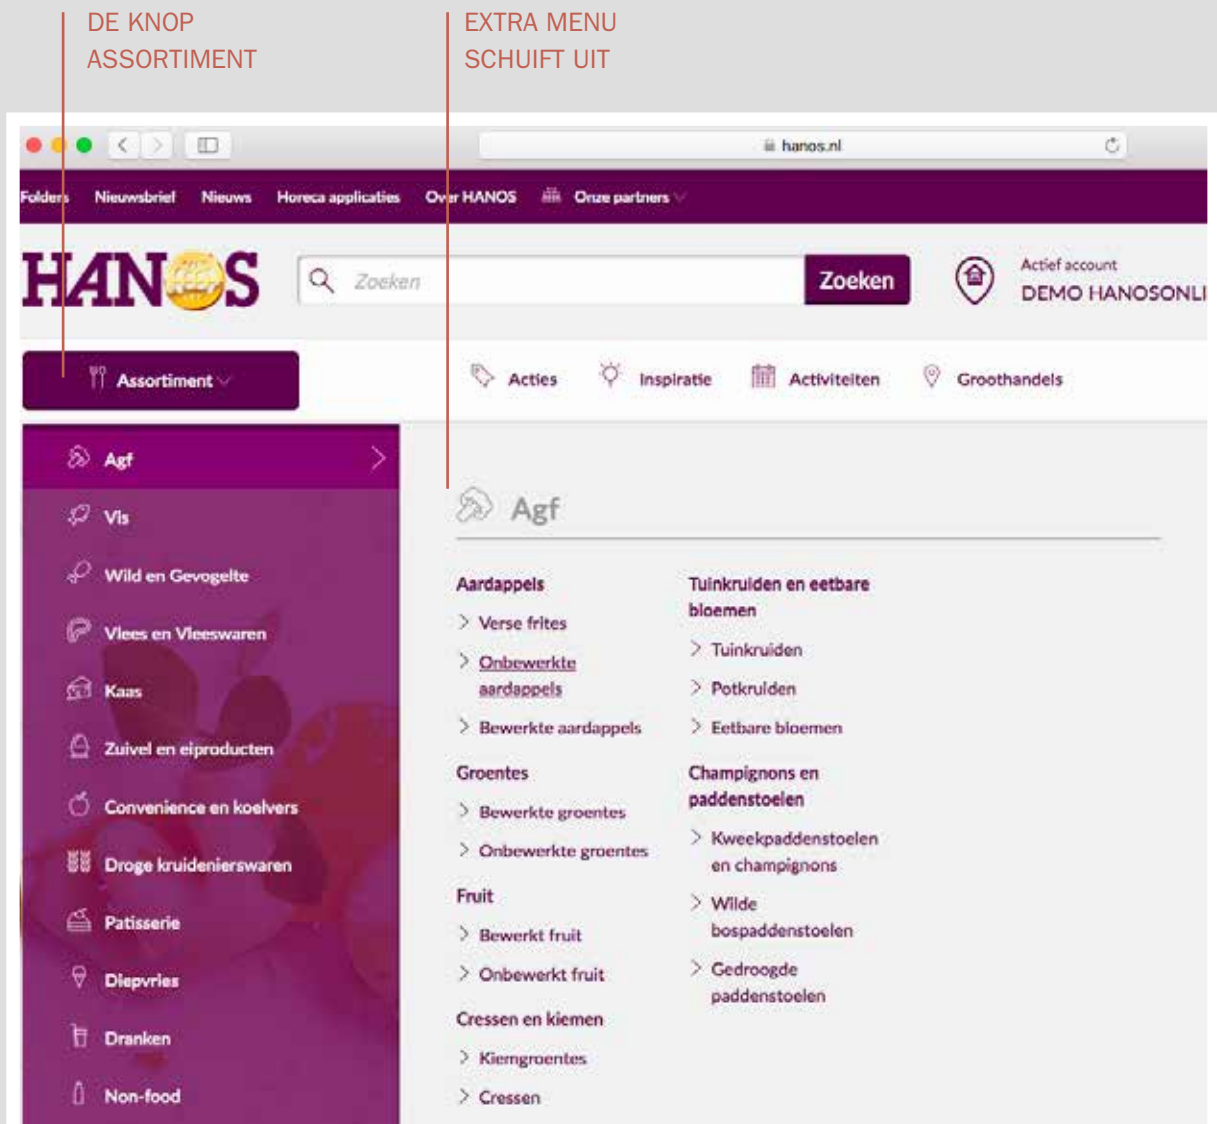 DE KNOP
ASSORTIMENT
EXTRA MENU
SCHUIFT UIT
hanos.nl
Folders Nieuwsbrief Nieuws Horeca applicaties Over HANOS Onze partners
HANOS
Zoeken
Zoeken
Actief account
DEMO HANOSONLI
Assortiment
Acties Inspiratie Activiteiten Groothandels
Agf
Vis
Wild en Gevogelte
Vlees en Vleeswaren
Kaas
Zuivel en eiproducten
Convenience en koelvers
Droge kruidenierswaren
Patisserie
Diepvries
Dranken
Non-food
Agf
Aardappels
> Verse frites
> Onbewerkte
aardappels
> Bewerkte aardappels
Groentes
> Bewerkte groentes
> Onbewerkte groentes
Fruit
> Bewerkt fruit
> Onbewerkt fruit
Cressen en kiemen
> Kiemgroentes
> Cressen
Tuinkruiden en eetbare
bloemen
> Tuinkruiden
> Potkruiden
> Eetbare bloemen
Champignons en
paddenstoelen
> Kweekpaddenstoelen
en champignons
> Wilde
bospaddenstoelen
> Gedroogde
paddenstoelen